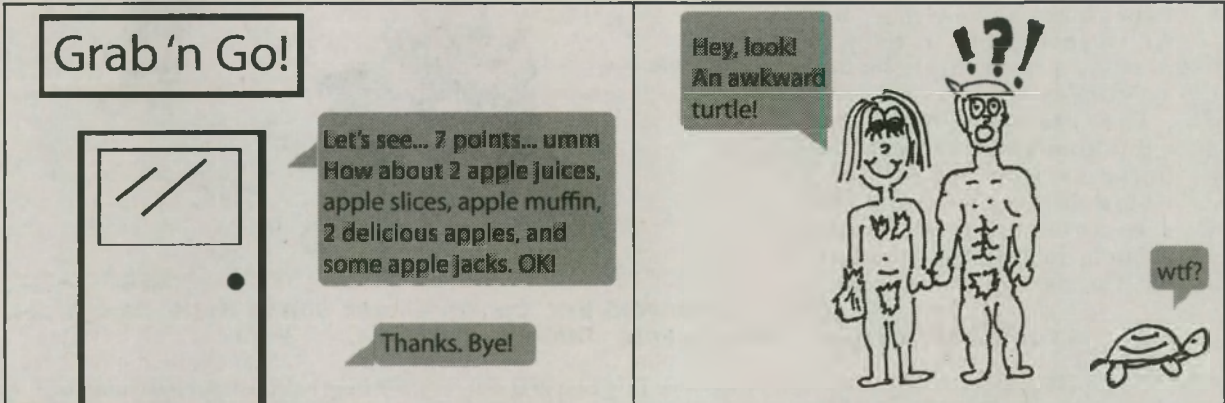 Grab 'n Go!
Let's see... 7 points... umm
How about 2 apple juices,
apple slices, apple muffin,
2 delicious apples, and
some apple jacks. OK!
Thanks. Bye!
Hey, look!
An awkward
turtle!
!?!
wtf?